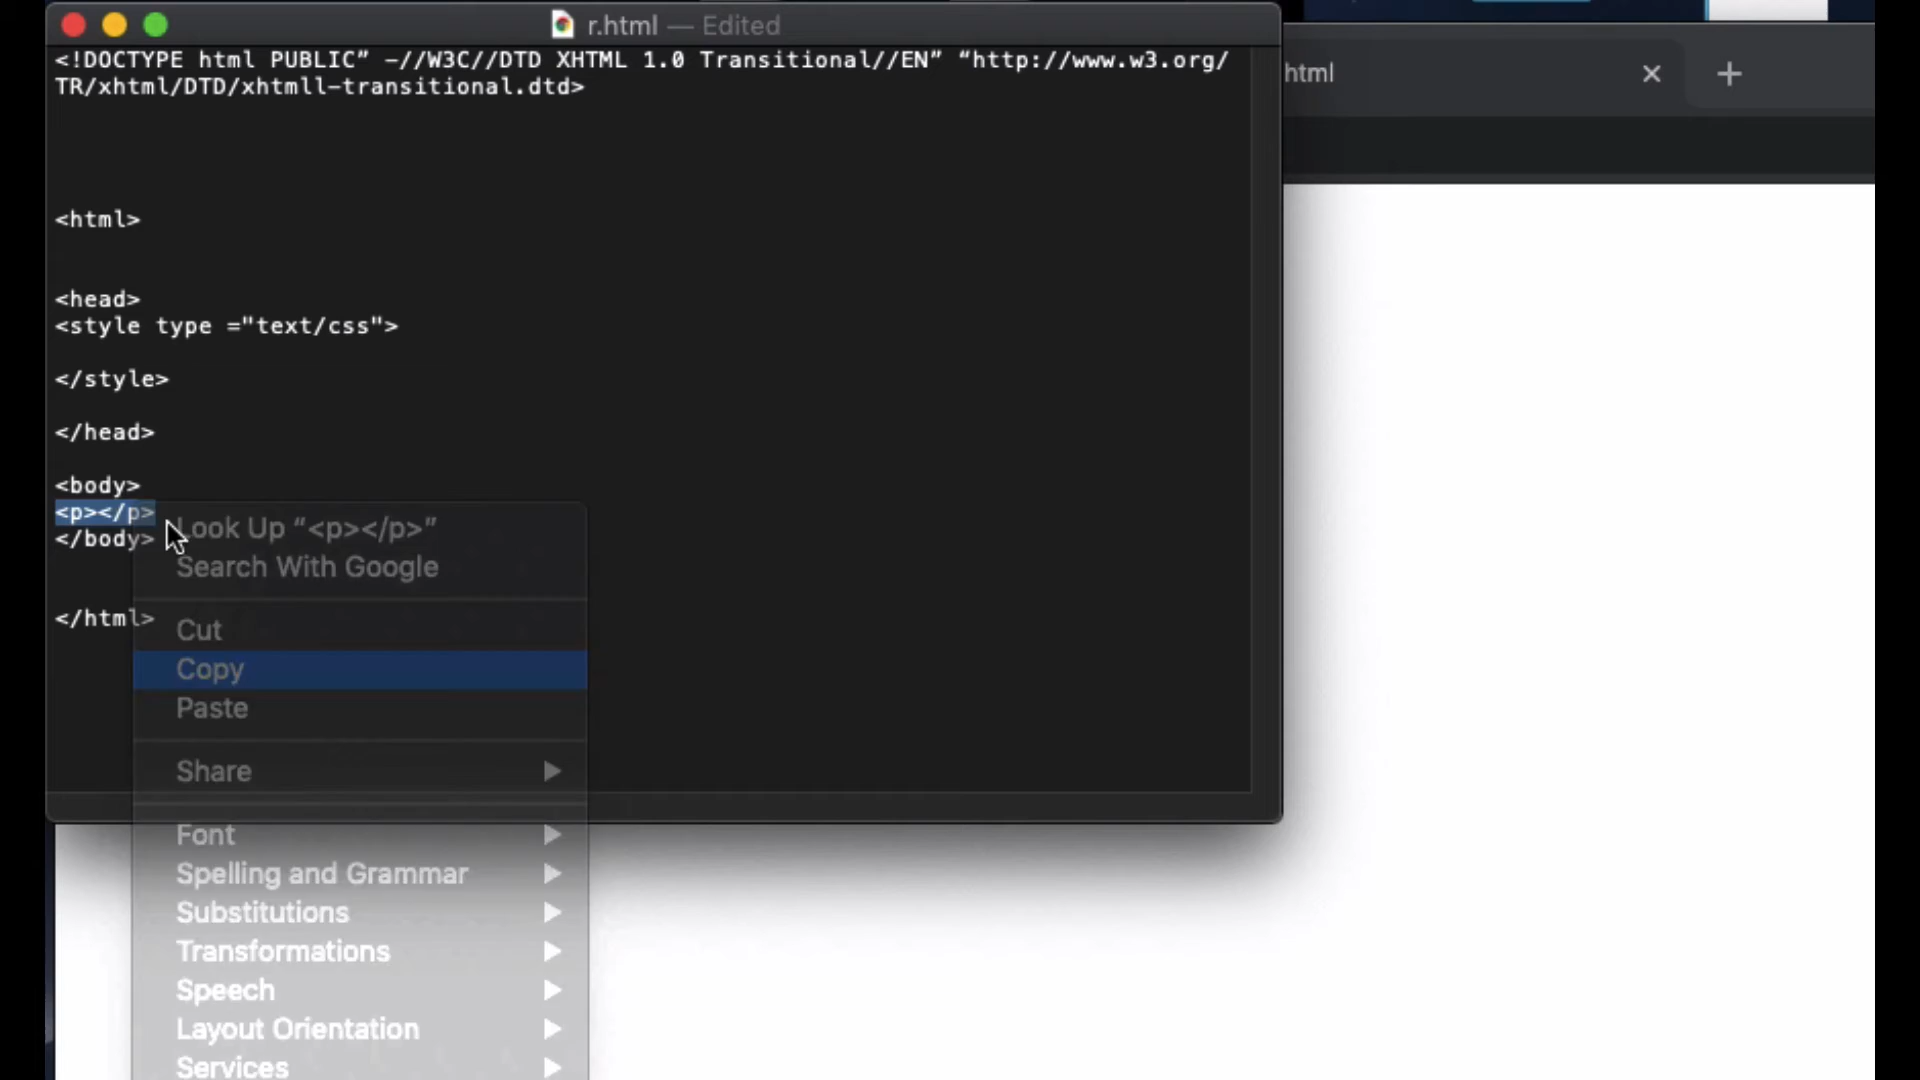 r.html — Edited
<!DOCTYPE html PUBLIC” —//W3C//DTD XHTML 1.0 Transitional//EN” “http://www.w3.org/
TR/xhtml/DTD/xhtmll-transitional.dtd>
html
<html>
<head>
<style type ="text/css">
</style>
</head>
<body>
<p></p>
</body>
</html>
Look Up “<p></p>”
Search With Google
Cut
Copy
Paste
Share
Font
Spelling and Grammar
Substitutions
Transformations
Speech
Layout Orientation
Services